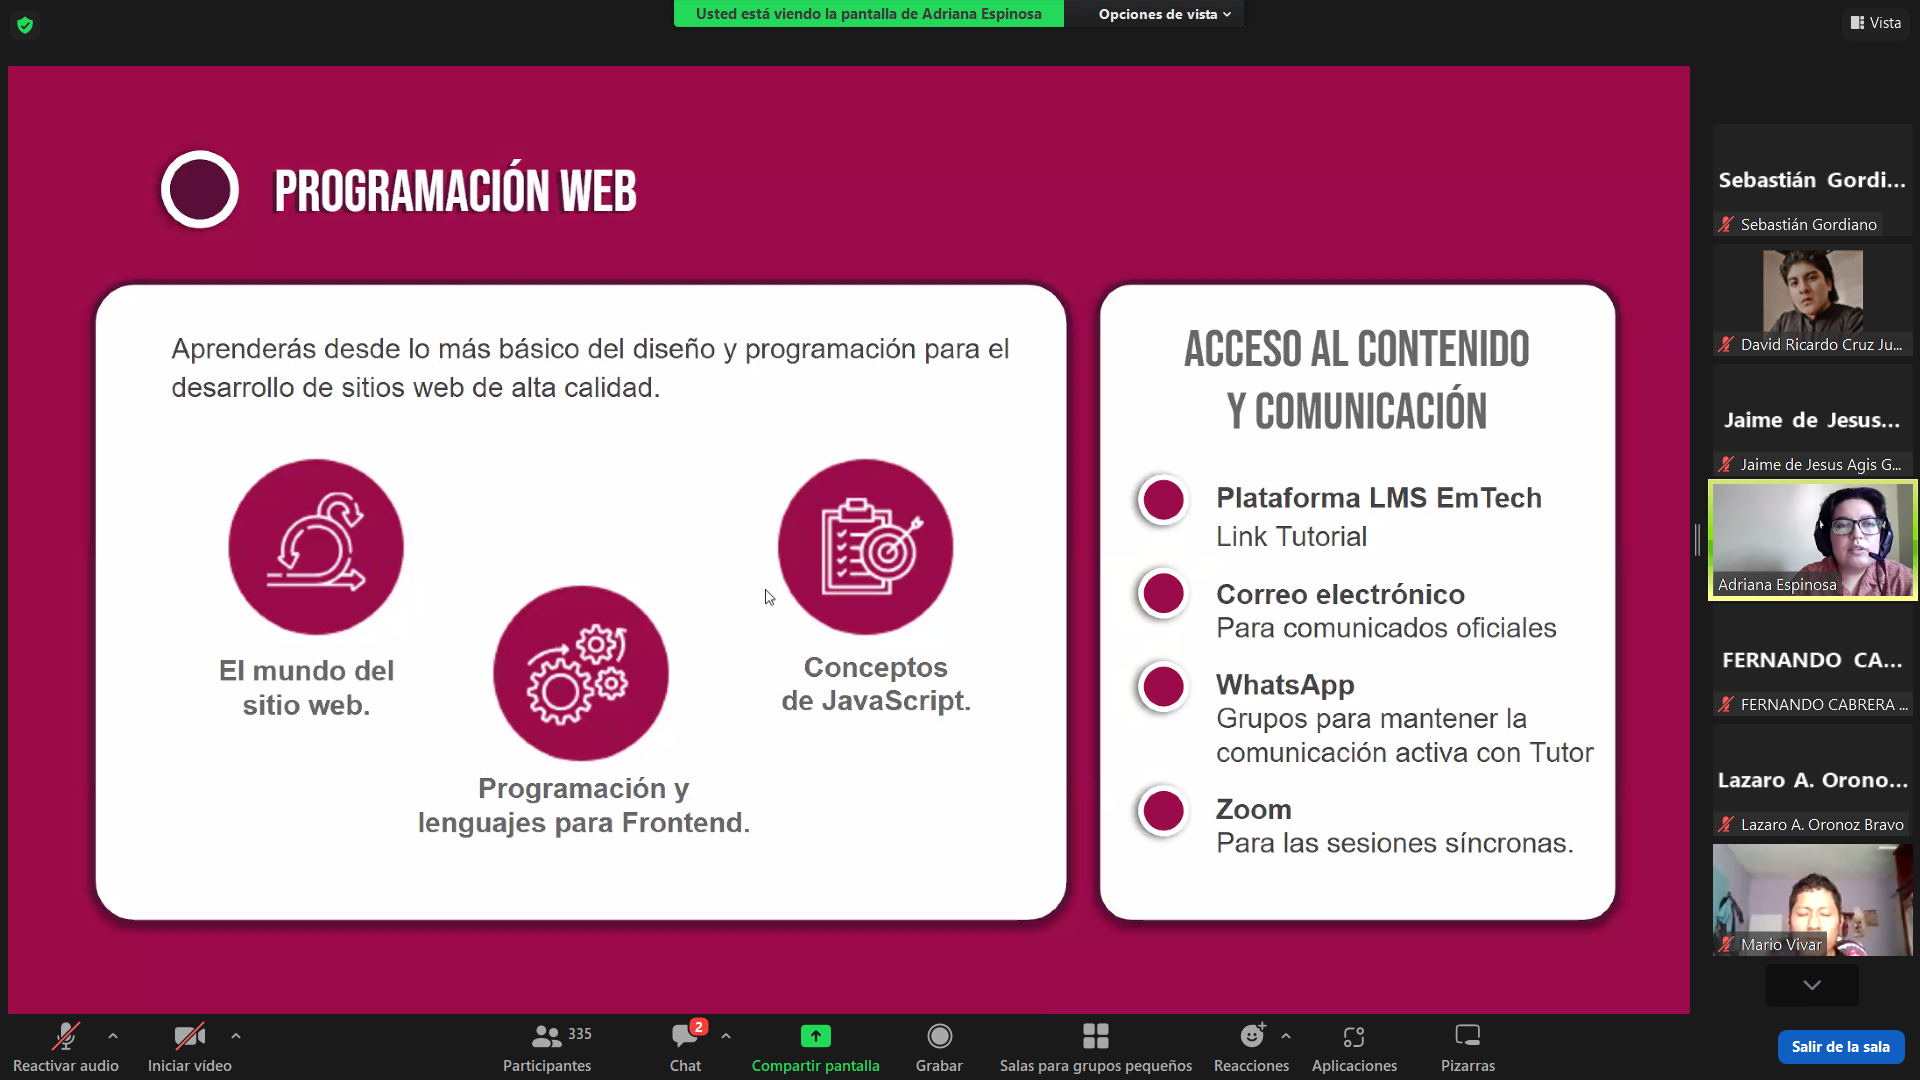 Usted está viendo la pantalla de Adriana Espinosa
Opciones de vista
Vista
PROGRAMACIÓN WEB
Aprenderás desde lo más básico del diseño y programación para el
desarrollo de sitios web de alta calidad.
El mundo del
sitio web.
Programación y
lenguajes para Frontend.
Conceptos
de JavaScript.
ACCESO AL CONTENIDO
Y COMUNICACIÓN
Plataforma LMS EmTech
Link Tutorial
Correo electrónico
Para comunicados oficiales
WhatsApp
Grupos para mantener la
comunicación activa con Tutor
Zoom
Para las sesiones síncronas.
Sebastián Gordi...
Sebastián Gordiano
David Ricardo Cruz Ju...
Jaime de Jesus...
Jaime de Jesus Agis G...
Adriana Espinosa
FERNANDO CA...
FERNANDO CABRERA ...
Lazaro A. Orono...
Lazaro A. Oronoz Bravo
Mario Vivar
Reactivar audio
Iniciar vídeo
335
Participantes
2
Chat
Compartir pantalla
Grabar
Salas para grupos pequeños
Reacciones
Aplicaciones
Pizarras
Salir de la sala